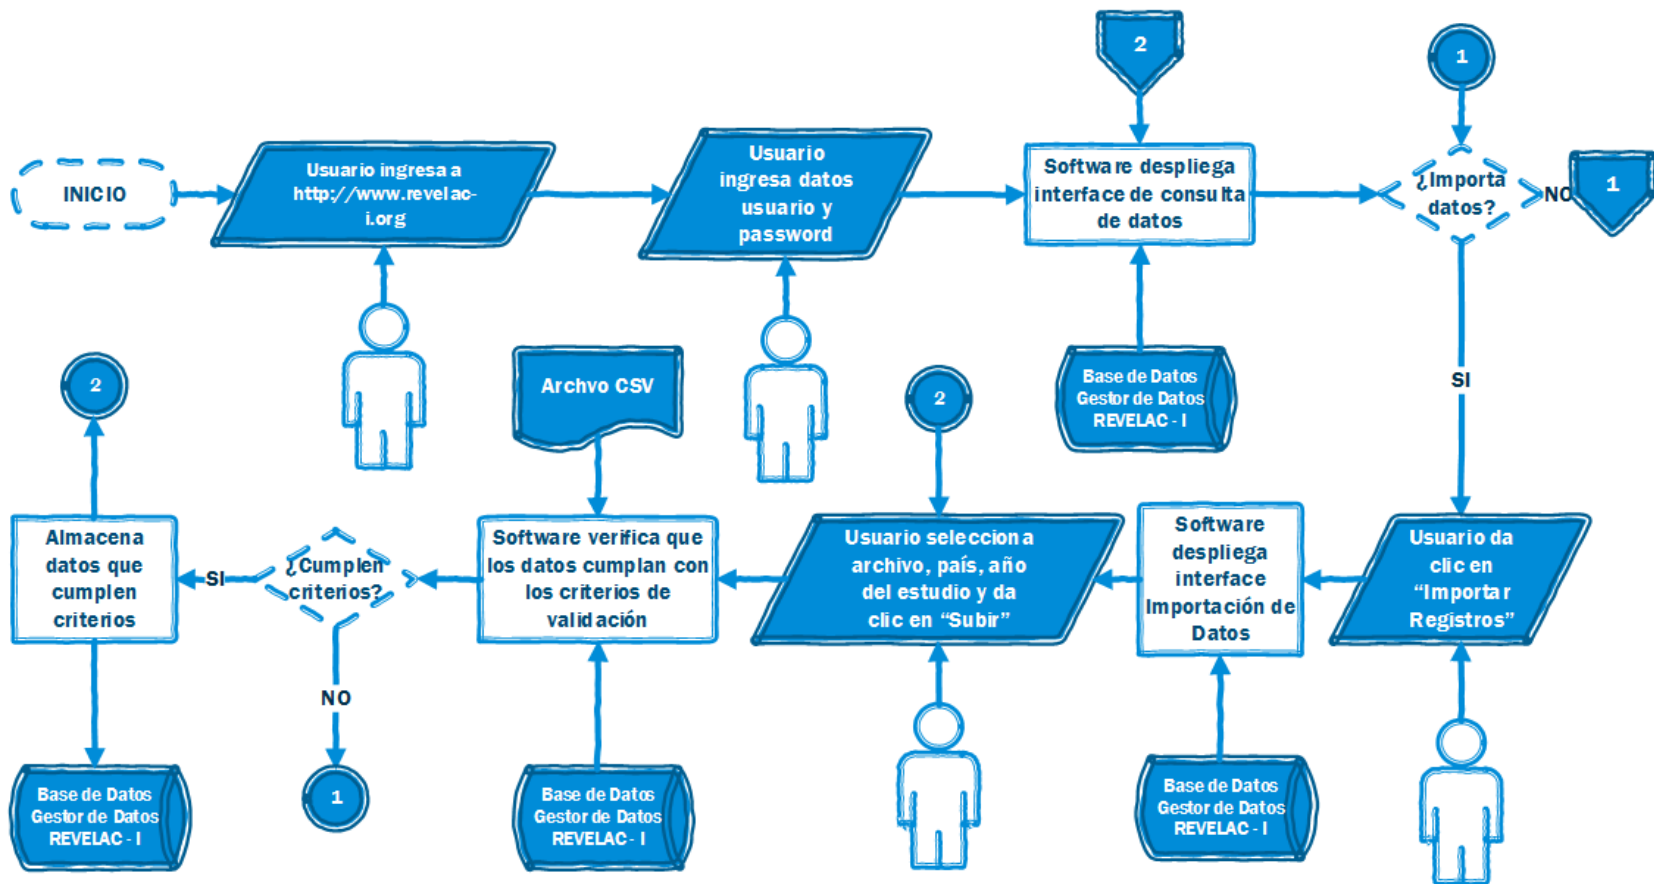 2
1
INICIO
Usuario ingresa a
http://www.revelac-
i.org
Usuario
ingresa datos
usuario y
password
Software despliega
interface de consulta
de datos
¿Importa
datos?
NO
1
Base de Datos
Gestor de Datos
REVELAC - I
SI
2
Archvo CSV
2
Almacena
datos que
cumplen
criterios
SI
¿Cumplen
criterios?
Software verifica que
los datos cumplan con
los criterios de
validación
Usuario selecciona
archivo, país, año
del estudio y da
clic en “Subir”
Software
despliega
interface
Importación de
Datos
Usuario da
clic en
“Importar
Registros”
NO
Base de Datos
Gestor de Datos
REVELAC - I
1
Base de Datos
Gestor de Datos
REVELAC - I
Base de Datos
Gestor de Datos
REVELAC - I